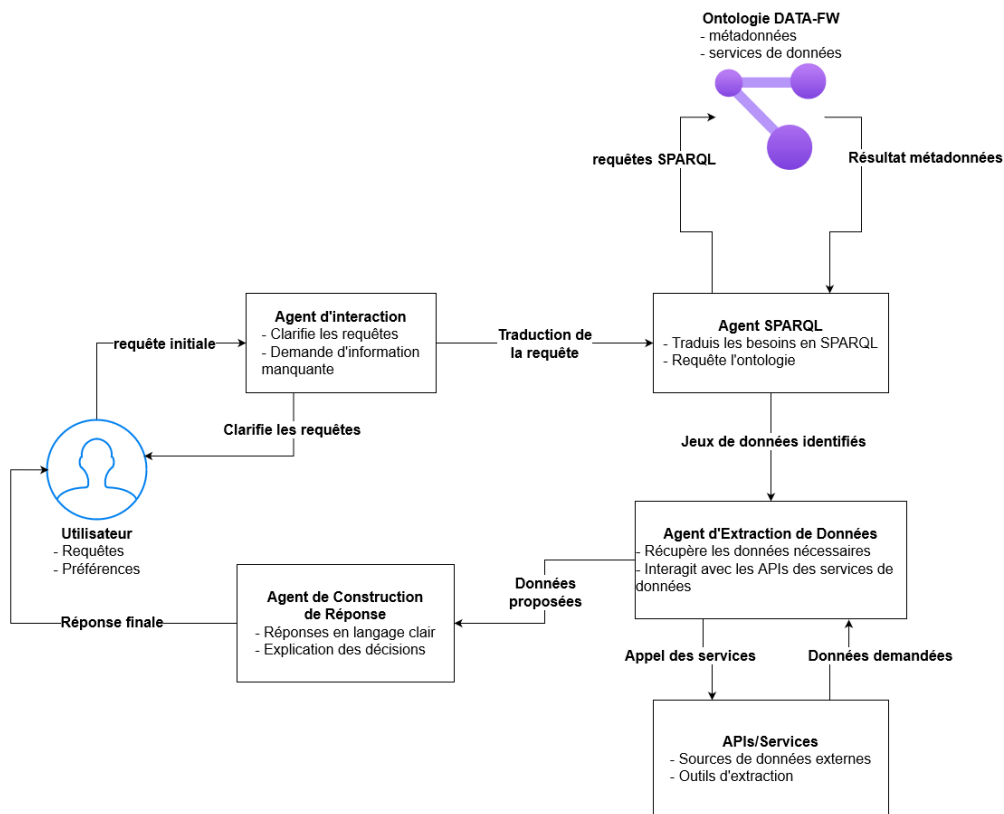 Ontologie DATA-FW
- métadonnées
- services de données
requêtes SPARQL
Résultat métadonnées
Agent d'interaction
- Clarifie les requêtes
- Demande d'information
manquante
requête initiale
Traduction de
la requête
Agent SPARQL
- Traduis les besoins en SPARQL
- Requête l'ontologie
Clarifie les requêtes
Jeux de données identifiés
Utilisateur
- Requêtes
- Préférences
Agent d'Extraction de Données
- Récupère les données nécessaires
- Interagit avec les APIs des services de
données
Données
proposées
Agent de Construction
de Réponse
- Réponses en langage clair
- Explication des décisions
Réponse finale
Appel des services
Données demandées
APIs/Services
- Sources de données externes
- Outils d'extraction